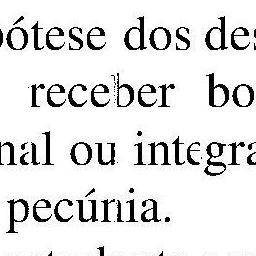 pótese dos des
receber bo
nal ou integra
pecúnia.